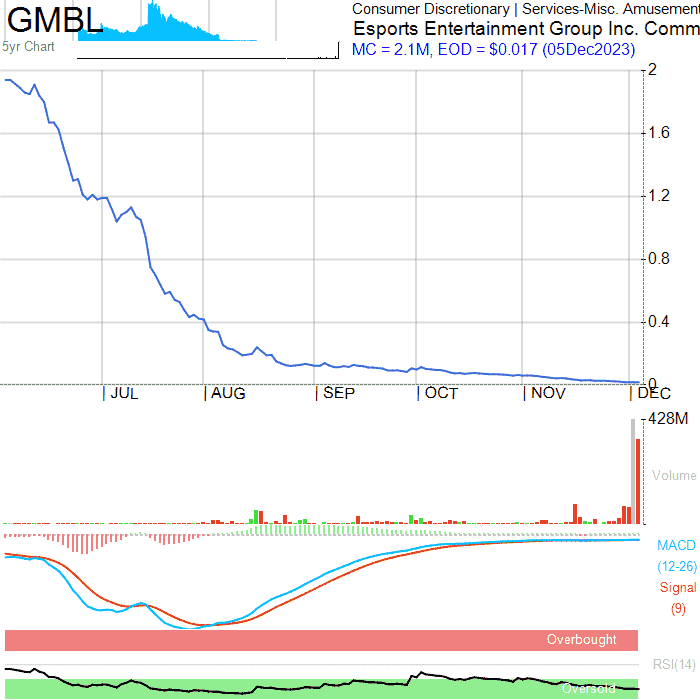 GMBL
Consumer Discretionary | Services-Misc. Amusement
Esports Entertainment Group Inc. Comm
5yr Chart
MC = 2.1M, EOD = $0.017 (05Dec2023)
2
1.6
1.2
0.8
0.4
0
JUL
AUG
SEP
OCT
NOV
DEC
428M
Volume
MACD
(12-26)
Signal
(9)
Overbought
RSI(14)
Oversold